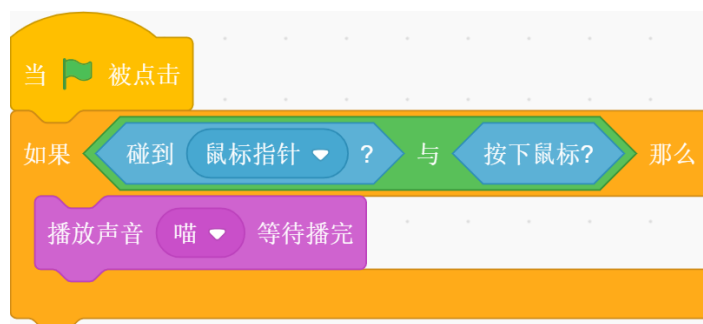 当 被点击
如果 碰到 鼠标指针 ? 与 按下鼠标? 那么
播放声音 喵 等待播完